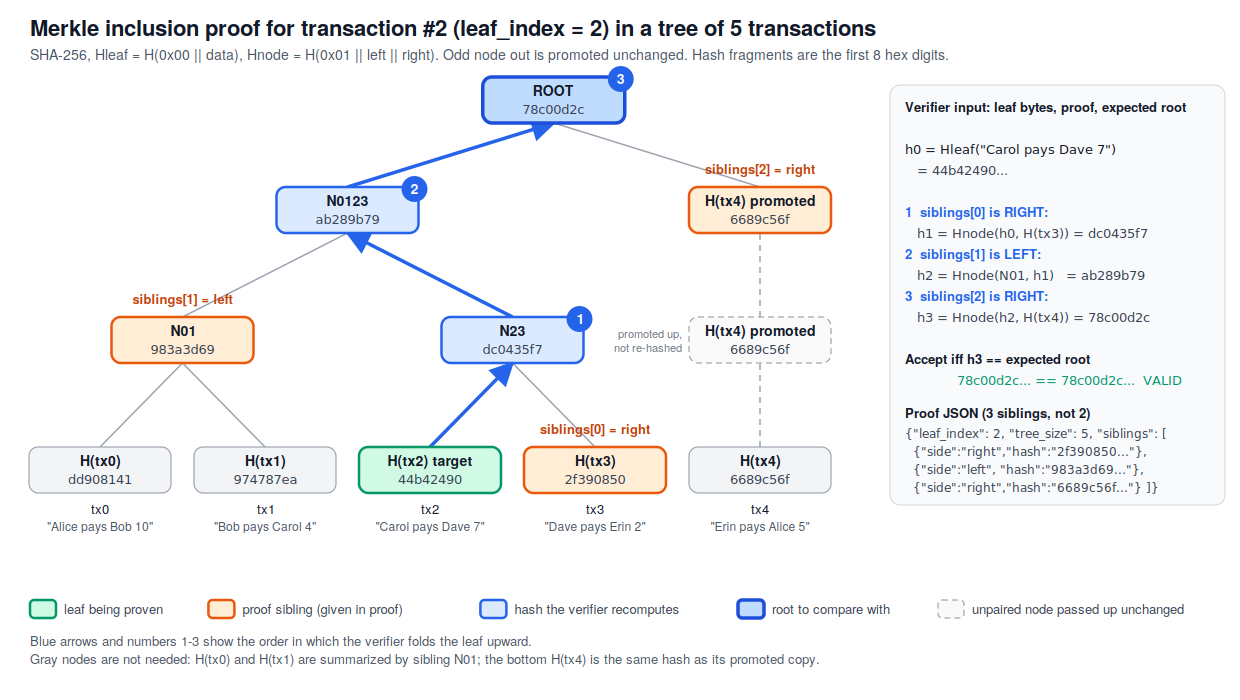 Merkle inclusion proof for transaction #2 (leaf_index = 2) in a tree of 5 transactions
SHA-256, Hleaf = H(0x00 || data), Hnode = H(0x01 || left || right). Odd node out is promoted unchanged. Hash fragments are the first 8 hex digits.
3
ROOT
78c00d2c
siblings[2] = right
2
N0123
ab289b79
H(tx4) promoted
6689c56f
siblings[1] = left
N01
983a3d69
1
N23
dc0435f7
promoted up,
not re-hashed
H(tx4) promoted
6689c56f
siblings[0] = right
H(tx0)
dd908141
H(tx1)
974787ea
H(tx2) target
44b42490
H(tx3)
2f390850
H(tx4)
6689c56f
tx0
"Alice pays Bob 10"
tx1
"Bob pays Carol 4"
tx2
"Carol pays Dave 7"
tx3
"Dave pays Erin 2"
tx4
"Erin pays Alice 5"
Verifier input: leaf bytes, proof, expected root
h0 = Hleaf("Carol pays Dave 7")
= 44b42490...
1 siblings[0] is RIGHT:
h1 = Hnode(h0, H(tx3)) = dc0435f7
2 siblings[1] is LEFT:
h2 = Hnode(N01, h1) = ab289b79
3 siblings[2] is RIGHT:
h3 = Hnode(h2, H(tx4)) = 78c00d2c
Accept iff h3 == expected root
78c00d2c... == 78c00d2c... VALID
Proof JSON (3 siblings, not 2)
{"leaf_index": 2, "tree_size": 5, "siblings": [
{"side":"right","hash":"2f390850..."},
{"side":"left", "hash":"983a3d69..."},
{"side":"right","hash":"6689c56f..."} ]}
leaf being proven
proof sibling (given in proof)
hash the verifier recomputes
root to compare with
unpaired node passed up unchanged
Blue arrows and numbers 1-3 show the order in which the verifier folds the leaf upward.
Gray nodes are not needed: H(tx0) and H(tx1) are summarized by sibling N01; the bottom H(tx4) is the same hash as its promoted copy.